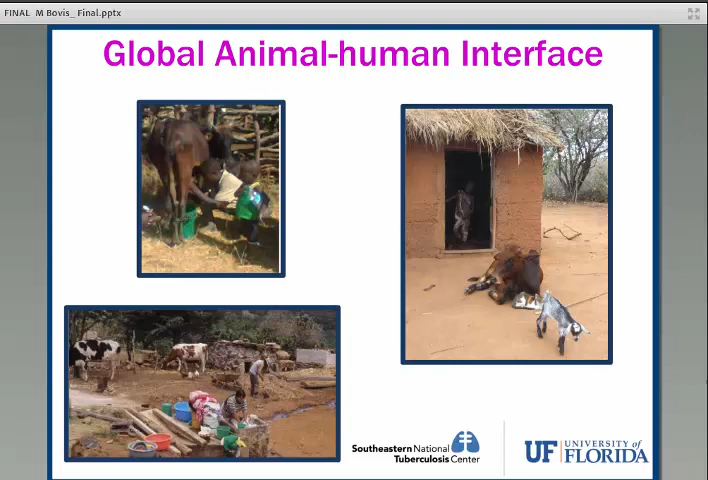 FINAL M Bovis_ Final.pptx
Global Animal-human Interface
Southeastern National
Tuberculosis Center
UF UNIVERSITY of
FLORIDA